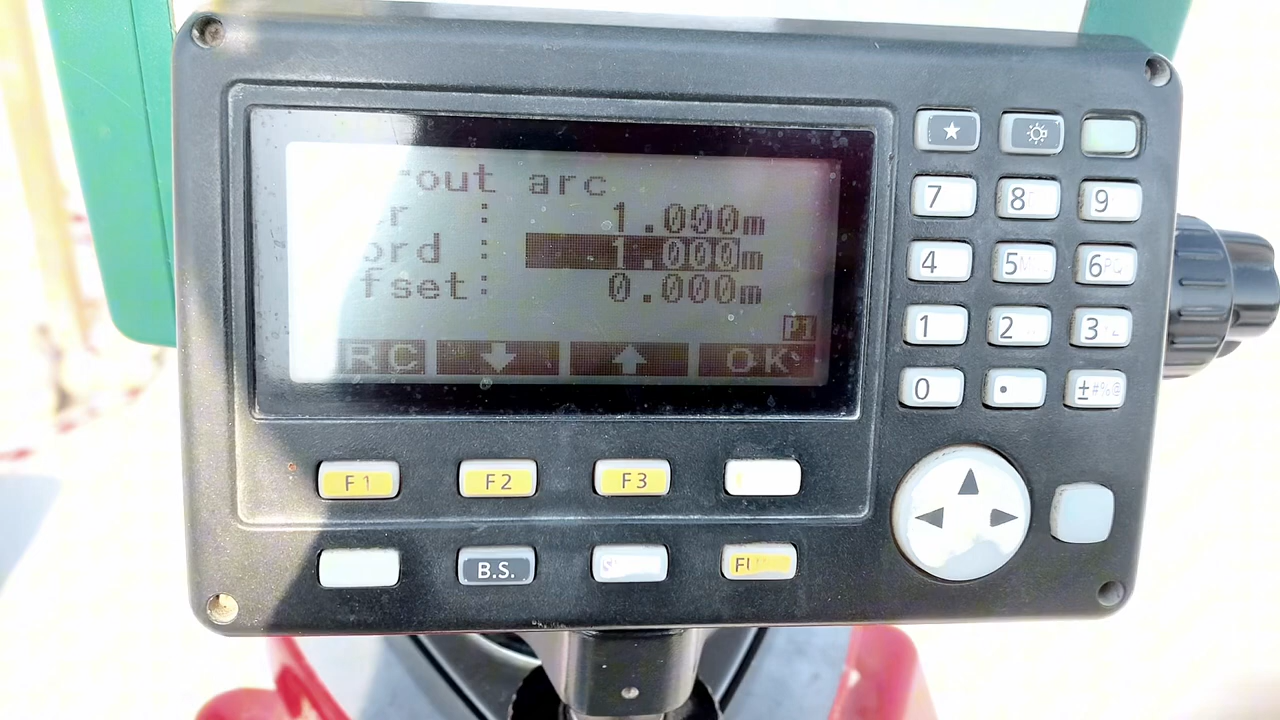 out arc
r : 1.000m
ord : 1.000m
fset: 0.000m
P1
RC OK
7 8 9
4 5 6
1 2 3
0 . ±#%@
F1 F2 F3
B.S.